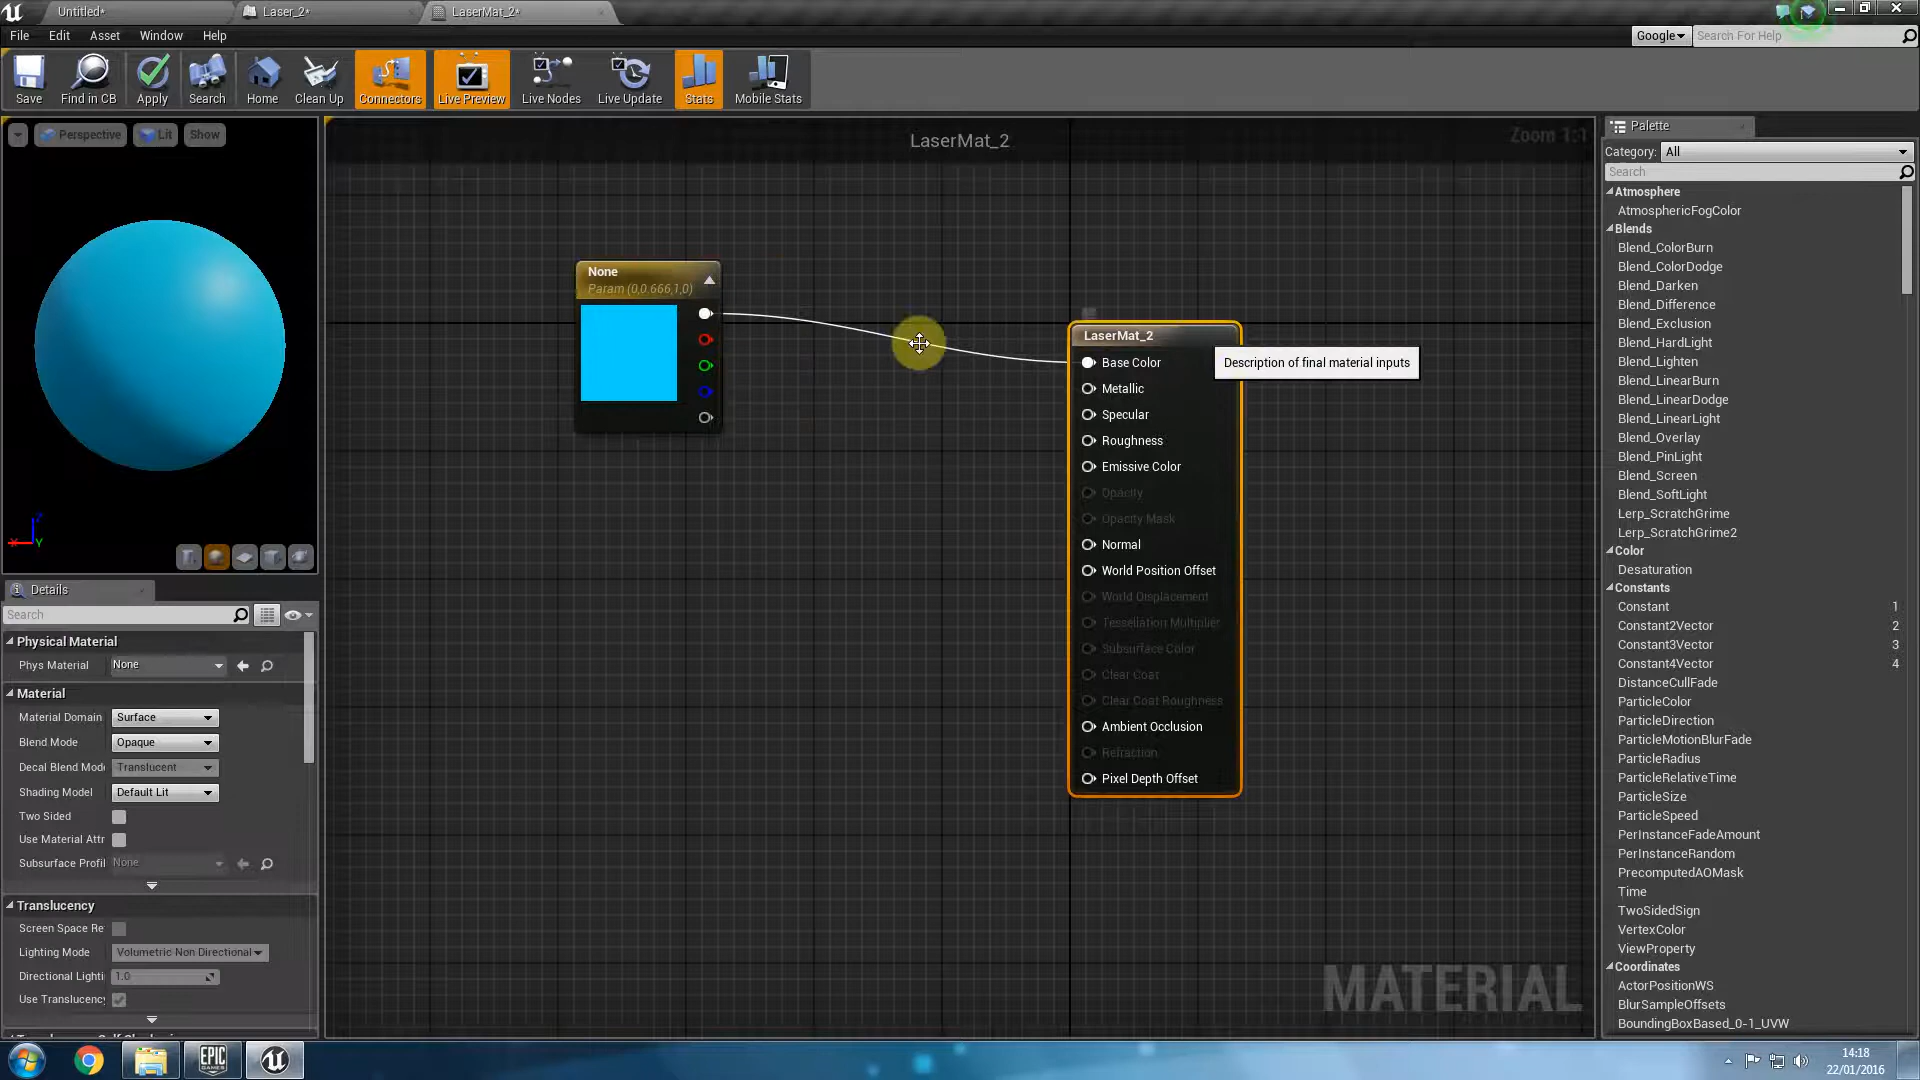 Untitled*
Laser_2*
LaserMat_2*
File Edit Asset Window Help
Google
Search For Help
Save
Find in CB
Apply
Search
Home
Clean Up
Connectors
Live Preview
Live Nodes
Live Update
Stats
Mobile Stats
Perspective
Lit
Show
LaserMat_2
Zoom 1:1
None
Param (0,0.666,1,0)
LaserMat_2
Base Color
Metallic
Specular
Roughness
Emissive Color
Opacity
Opacity Mask
Normal
World Position Offset
World Displacement
Tessellation Multiplier
Subsurface Color
Clear Coat
Clear Coat Roughness
Ambient Occlusion
Refraction
Pixel Depth Offset
Description of final material inputs
MATERIAL
Details
Search
Physical Material
Phys Material None
Material
Material Domain Surface
Blend Mode Opaque
Decal Blend Mod Translucent
Shading Model Default Lit
Two Sided
Use Material Attr
Subsurface Profil None
Translucency
Screen Space Re
Lighting Mode Volumetric Non Directional
Directional Lighti 1.0
Use Translucency
Palette
Category: All
Search
Atmosphere
AtmosphericFogColor
Blends
Blend_ColorBurn
Blend_ColorDodge
Blend_Darken
Blend_Difference
Blend_Exclusion
Blend_HardLight
Blend_Lighten
Blend_LinearBurn
Blend_LinearDodge
Blend_LinearLight
Blend_Overlay
Blend_PinLight
Blend_Screen
Blend_SoftLight
Lerp_ScratchGrime
Lerp_ScratchGrime2
Color
Desaturation
Constants
Constant 1
Constant2Vector 2
Constant3Vector 3
Constant4Vector 4
DistanceCullFade
ParticleColor
ParticleDirection
ParticleMotionBlurFade
ParticleRadius
ParticleRelativeTime
ParticleSize
ParticleSpeed
PerInstanceFadeAmount
PerInstanceRandom
PrecomputedAOMask
Time
TwoSidedSign
VertexColor
ViewProperty
Coordinates
ActorPositionWS
BlurSampleOffsets
BoundingBoxBased_0-1_UVW
EPIC
GAMES
14:18
22/01/2016